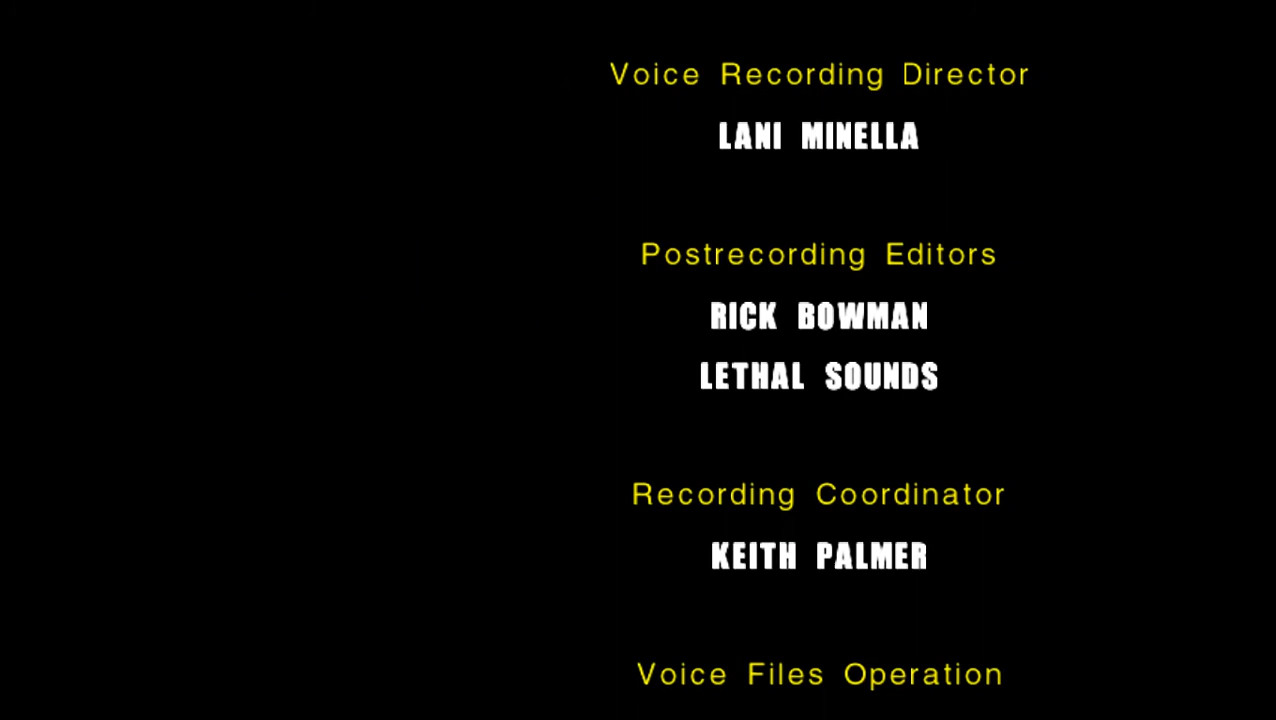 Voice Recording Director
LANI MINELLA
Postrecording Editors
RICK BOWMAN
LETHAL SOUNDS
Recording Coordinator
KEITH PALMER
Voice Files Operation